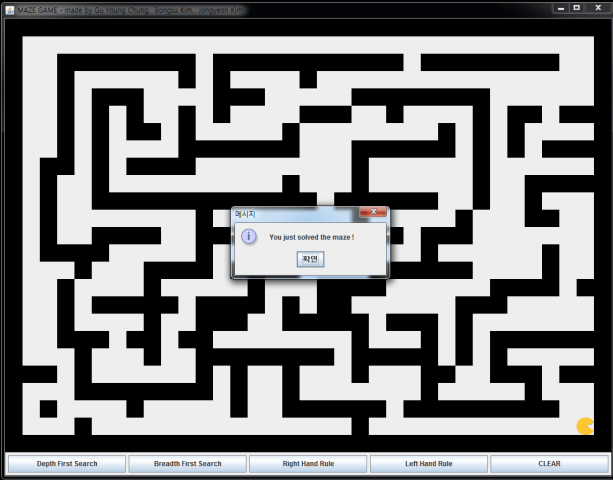 MAZE GAME - made by Gu Young Chung, Bongsu Kim, Jongyeon Kim
메시지
You just solved the maze !
확인
Depth First Search
Breadth First Search
Right Hand Rule
Left Hand Rule
CLEAR